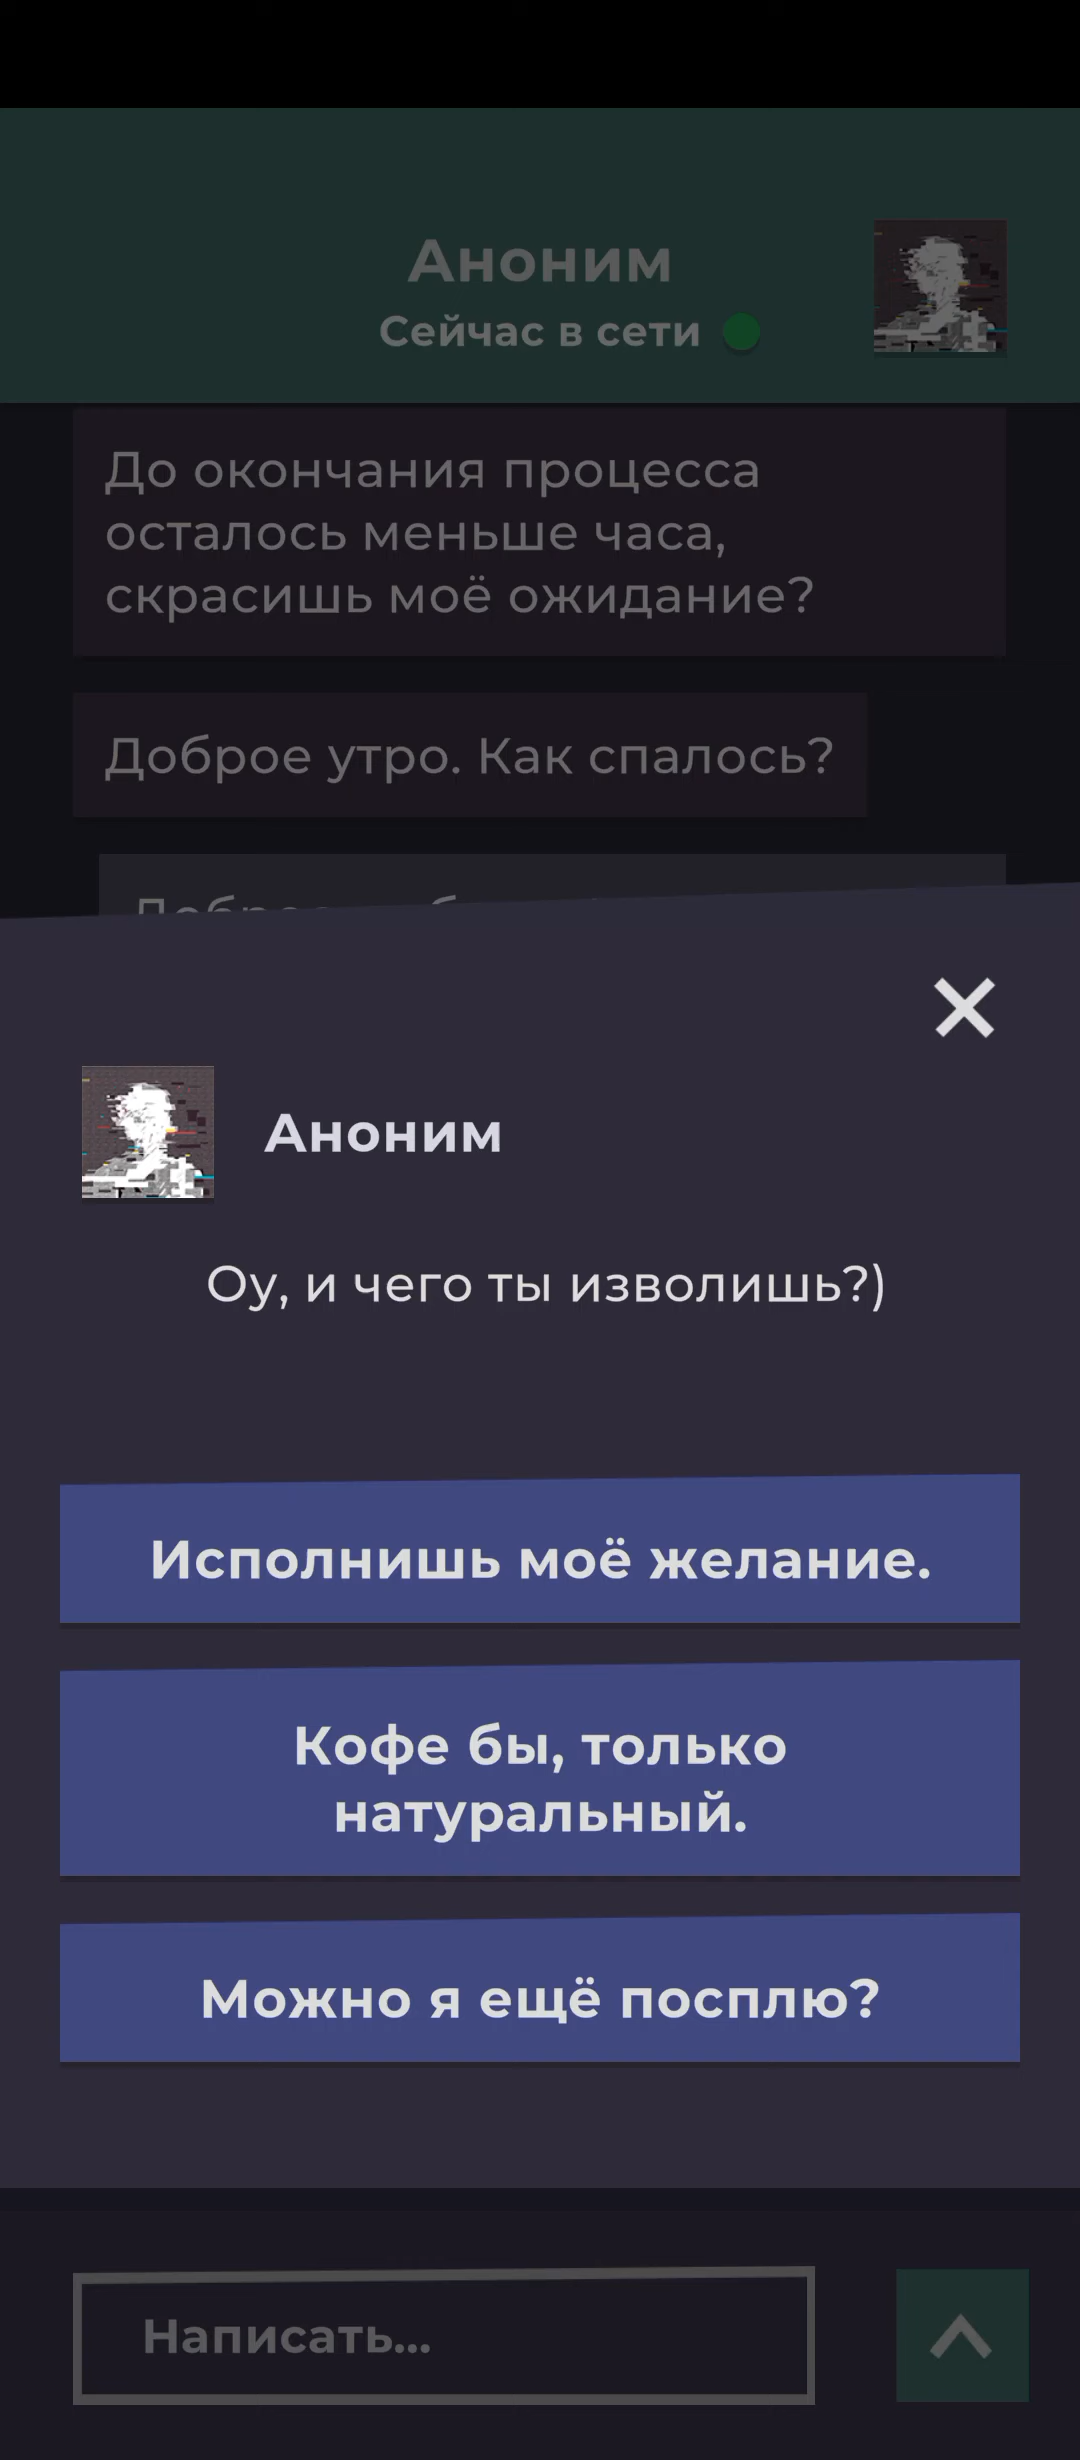 Аноним
Сейчас в сети
До окончания процесса
осталось меньше часа,
скрасишь моё ожидание?
Доброе утро. Как спалось?
Аноним
Оу, и чего ты изволишь?)
Исполнишь моё желание.
Кофе бы, только
натуральный.
Можно я ещё посплю?
Написать...